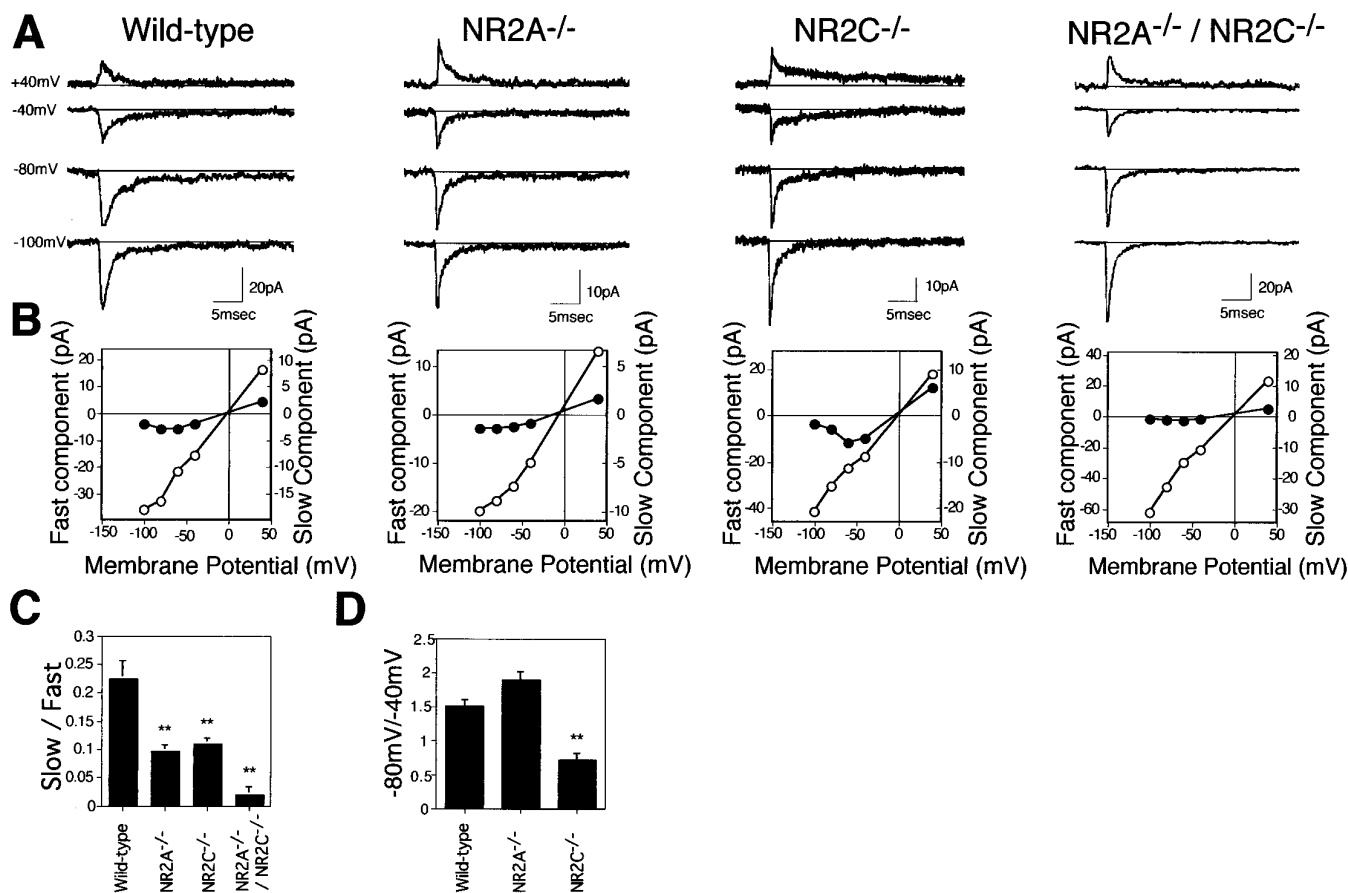 A
Wild-type
NR2A-/-
NR2C-/-
NR2A-/- / NR2C-/-
+40mV
-40mV
-80mV
-100mV
20pA
5msec
10pA
5msec
10pA
5msec
20pA
5msec
B
Fast component (pA)
20
10
0
-10
-20
-30
10
5
0
-5
-10
-15
Slow Component (pA)
-150
-100
-50
0
50
Membrane Potential (mV)
Fast component (pA)
10
0
-10
-20
5
0
-5
-10
Slow Component (pA)
-150
-100
-50
0
50
Membrane Potential (mV)
Fast component (pA)
20
0
-20
-40
10
0
-10
-20
Slow Component (pA)
-150
-100
-50
0
50
Membrane Potential (mV)
Fast component (pA)
40
20
0
-20
-40
-60
20
10
0
-10
-20
-30
Slow Component (pA)
-150
-100
-50
0
50
Membrane Potential (mV)
C
Slow / Fast
0.3
0.25
0.2
0.15
0.1
0.05
0
**
**
**
Wild-type
NR2A-/-
NR2C-/-
NR2A-/-
/ NR2C-/-
D
-80mV/-40mV
2.5
2
1.5
1
0.5
0
**
Wild-type
NR2A-/-
NR2C-/-